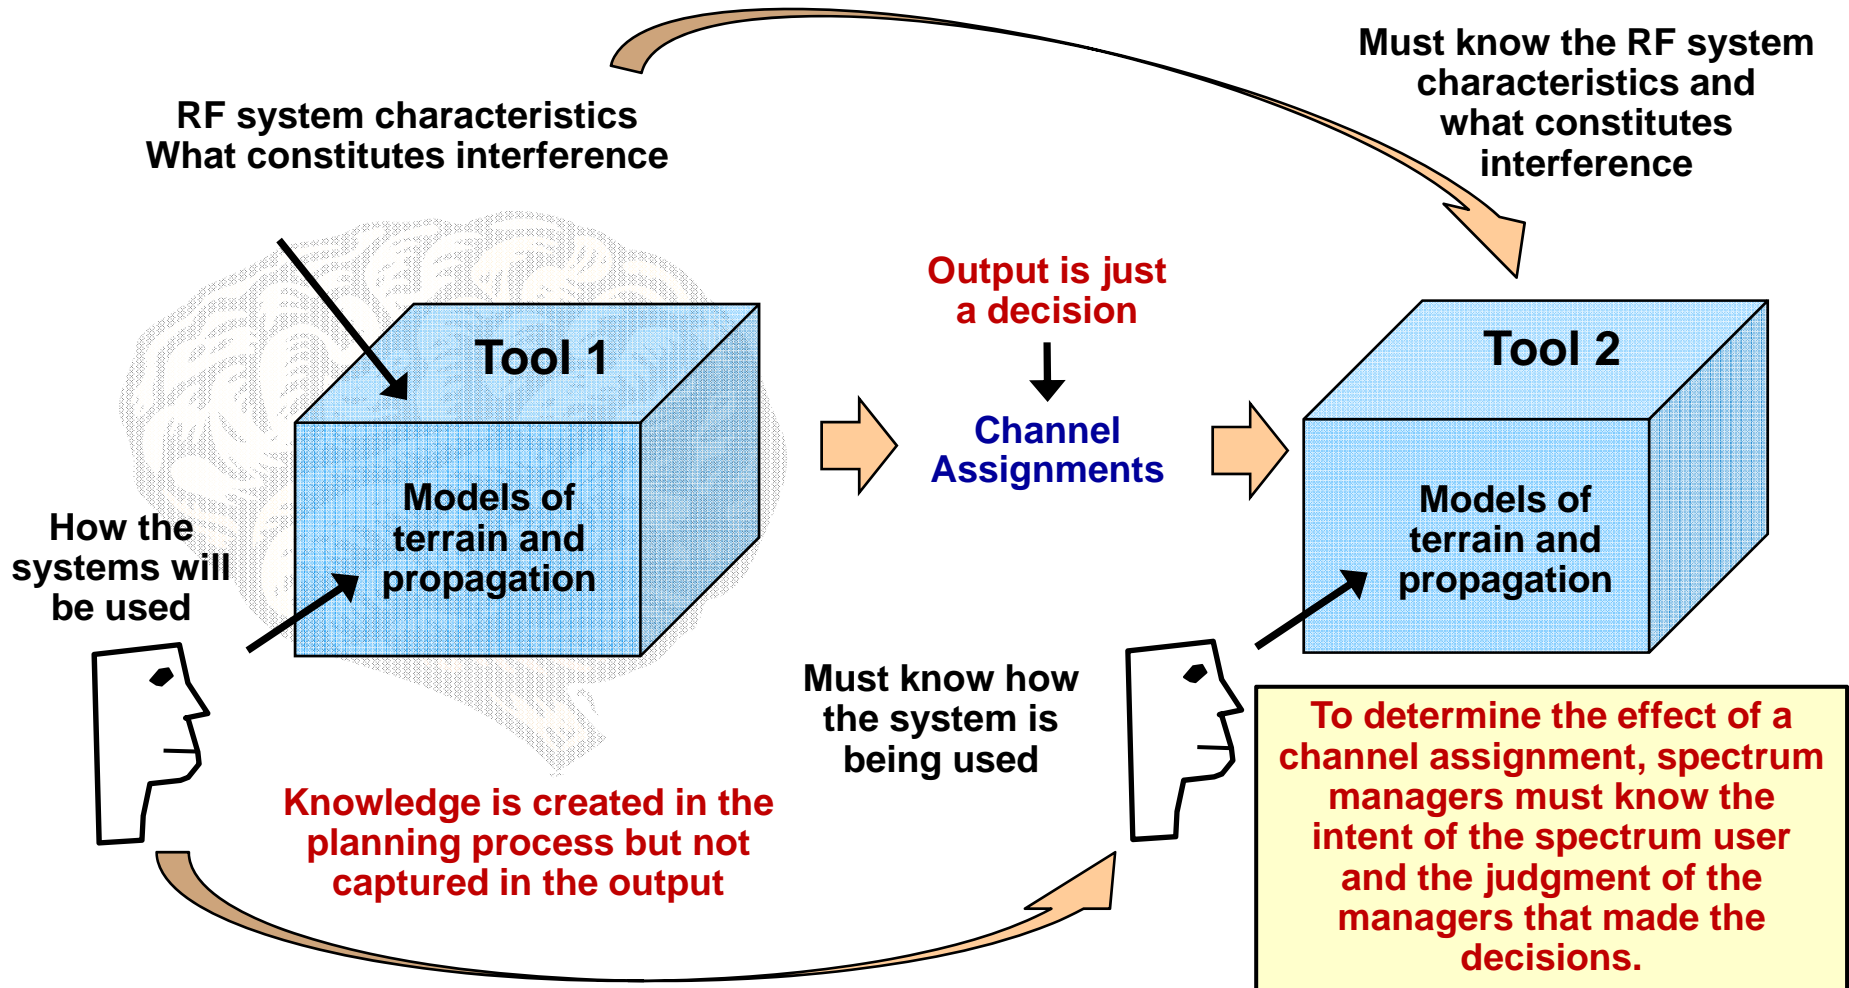 RF system characteristics
What constitutes interference
Must know the RF system
characteristics and
what constitutes
interference
Output is just
a decision
Tool 1
Tool 2
Channel
Assignments
Models of
terrain and
propagation
Models of
terrain and
propagation
How the
systems will
be used
Must know how
the system is
being used
Knowledge is created in the
planning process but not
captured in the output
To determine the effect of a
channel assignment, spectrum
managers must know the
intent of the spectrum user
and the judgment of the
managers that made the
decisions.